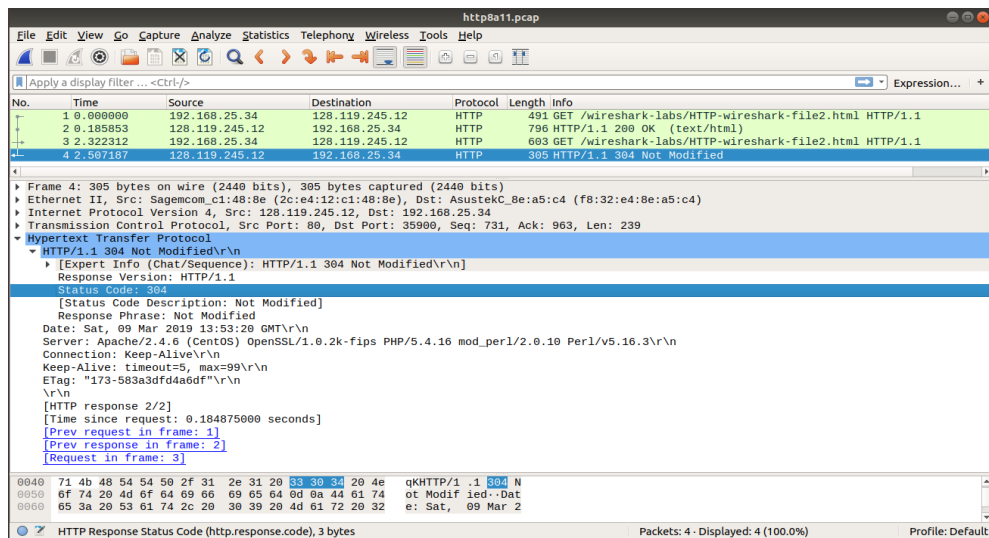 http8a11.pcap
File Edit View Go Capture Analyze Statistics Telephony Wireless Tools Help
Apply a display filter ... <Ctrl-/> Expression... +
No. Time Source Destination Protocol Length Info
1 0.000000 192.168.25.34 128.119.245.12 HTTP 491 GET /wireshark-labs/HTTP-wireshark-file2.html HTTP/1.1
2 0.185853 128.119.245.12 192.168.25.34 HTTP 796 HTTP/1.1 200 OK (text/html)
3 2.322312 192.168.25.34 128.119.245.12 HTTP 603 GET /wireshark-labs/HTTP-wireshark-file2.html HTTP/1.1
4 2.507187 128.119.245.12 192.168.25.34 HTTP 305 HTTP/1.1 304 Not Modified
Frame 4: 305 bytes on wire (2440 bits), 305 bytes captured (2440 bits)
Ethernet II, Src: Sagemcom_c1:48:8e (2c:e4:12:c1:48:8e), Dst: AsustekC_8e:a5:c4 (f8:32:e4:8e:a5:c4)
Internet Protocol Version 4, Src: 128.119.245.12, Dst: 192.168.25.34
Transmission Control Protocol, Src Port: 80, Dst Port: 35900, Seq: 731, Ack: 963, Len: 239
Hypertext Transfer Protocol
HTTP/1.1 304 Not Modified\r\n
[Expert Info (Chat/Sequence): HTTP/1.1 304 Not Modified\r\n]
Response Version: HTTP/1.1
Status Code: 304
[Status Code Description: Not Modified]
Response Phrase: Not Modified
Date: Sat, 09 Mar 2019 13:53:20 GMT\r\n
Server: Apache/2.4.6 (CentOS) OpenSSL/1.0.2k-fips PHP/5.4.16 mod_perl/2.0.10 Perl/v5.16.3\r\n
Connection: Keep-Alive\r\n
Keep-Alive: timeout=5, max=99\r\n
ETag: "173-583a3dfd4a6df"\r\n
\r\n
[HTTP response 2/2]
[Time since request: 0.184875000 seconds]
[Prev request in frame: 1]
[Prev response in frame: 2]
[Request in frame: 3]
0040 71 4b 48 54 54 50 2f 31 2e 31 20 33 30 34 20 4e qKHTTP/1 .1 304 N
0050 6f 74 20 4d 6f 64 69 66 69 65 64 0d 0a 44 61 74 ot Modif ied··Dat
0060 65 3a 20 53 61 74 2c 20 30 39 20 4d 61 72 20 32 e: Sat, 09 Mar 2
HTTP Response Status Code (http.response.code), 3 bytes Packets: 4 · Displayed: 4 (100.0%) Profile: Default